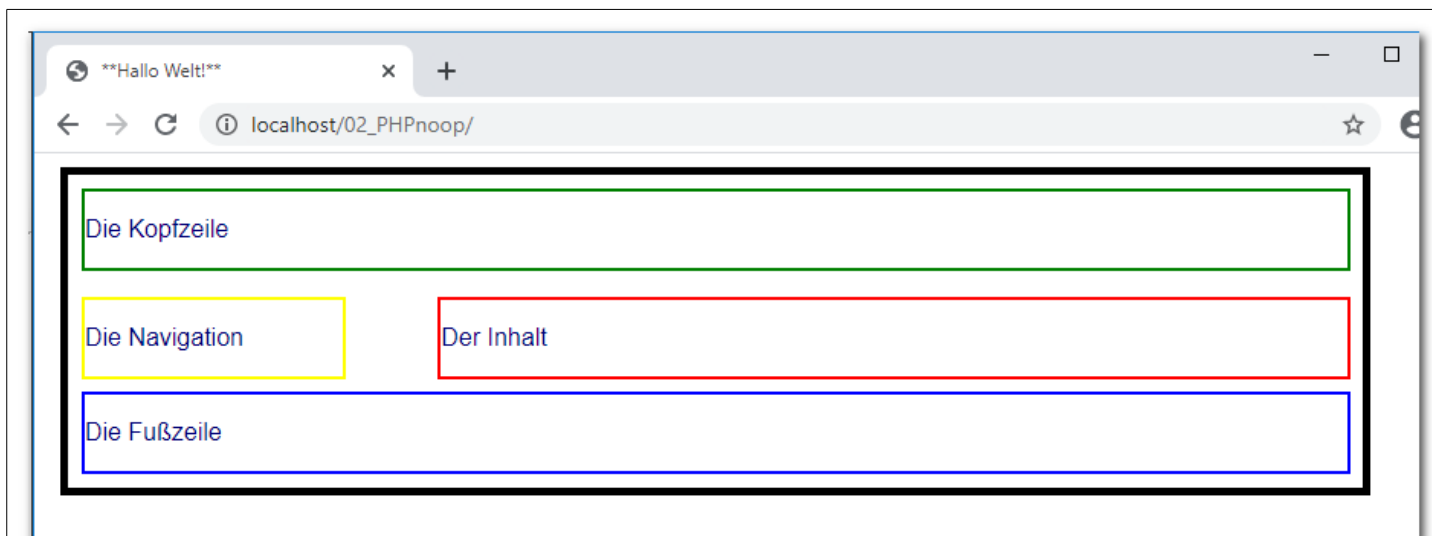 **Hallo Welt!**
localhost/02_PHPnoop/
Die Kopfzeile
Die Navigation
Der Inhalt
Die Fußzeile